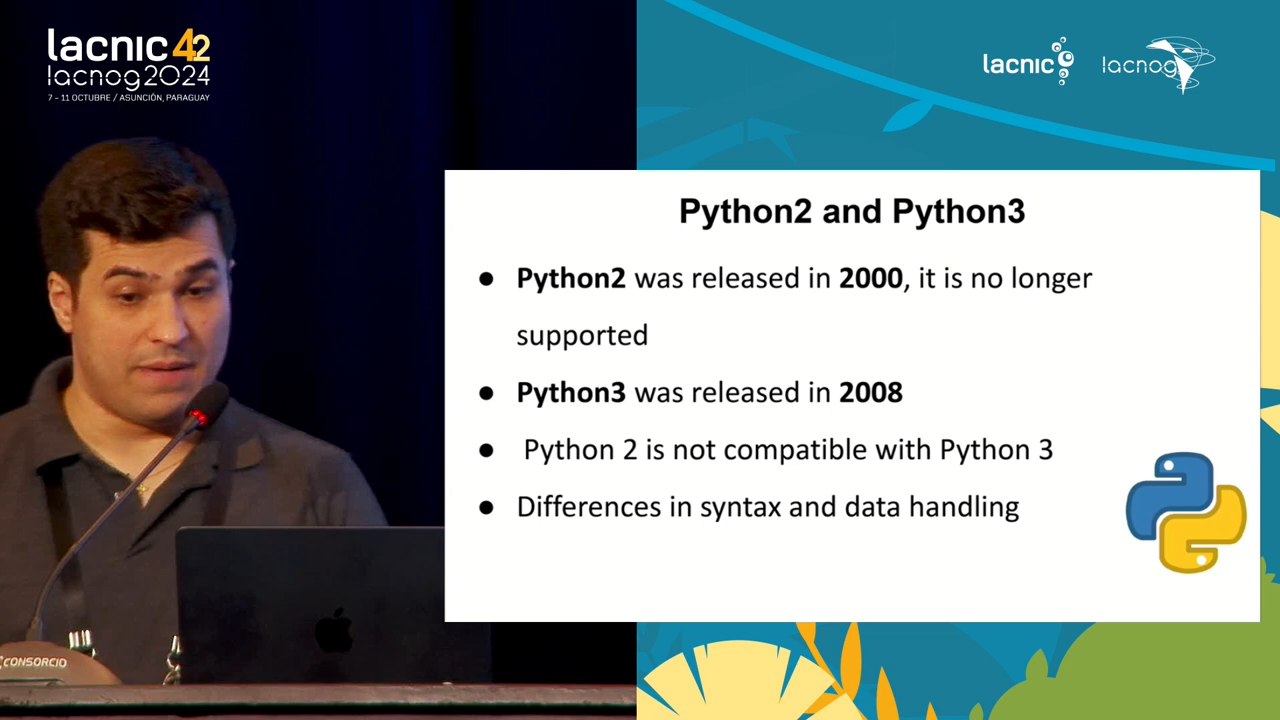 lacnic 42
lacnog2024
7 - 11 OCTUBRE / ASUNCIÓN, PARAGUAY
lacnic
lacnog
Python2 and Python3
● Python2 was released in 2000, it is no longer
supported
● Python3 was released in 2008
● Python 2 is not compatible with Python 3
● Differences in syntax and data handling
CONSORCIO